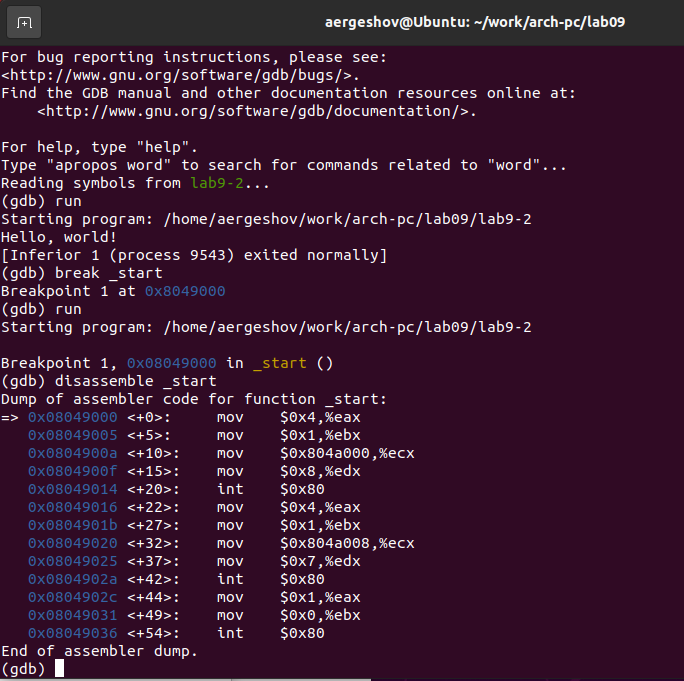 aergeshov@Ubuntu: ~/work/arch-pc/lab09
For bug reporting instructions, please see:
<http://www.gnu.org/software/gdb/bugs/>.
Find the GDB manual and other documentation resources online at:
    <http://www.gnu.org/software/gdb/documentation/>.

For help, type "help".
Type "apropos word" to search for commands related to "word"...
Reading symbols from lab9-2...
(gdb) run
Starting program: /home/aergeshov/work/arch-pc/lab09/lab9-2
Hello, world!
[Inferior 1 (process 9543) exited normally]
(gdb) break _start
Breakpoint 1 at 0x8049000
(gdb) run
Starting program: /home/aergeshov/work/arch-pc/lab09/lab9-2

Breakpoint 1, 0x08049000 in _start ()
(gdb) disassemble _start
Dump of assembler code for function _start:
=> 0x08049000 <+0>:     mov    $0x4,%eax
   0x08049005 <+5>:     mov    $0x1,%ebx
   0x0804900a <+10>:    mov    $0x804a000,%ecx
   0x0804900f <+15>:    mov    $0x8,%edx
   0x08049014 <+20>:    int    $0x80
   0x08049016 <+22>:    mov    $0x4,%eax
   0x0804901b <+27>:    mov    $0x1,%ebx
   0x08049020 <+32>:    mov    $0x804a008,%ecx
   0x08049025 <+37>:    mov    $0x7,%edx
   0x0804902a <+42>:    int    $0x80
   0x0804902c <+44>:    mov    $0x1,%eax
   0x08049031 <+49>:    mov    $0x0,%ebx
   0x08049036 <+54>:    int    $0x80
End of assembler dump.
(gdb)